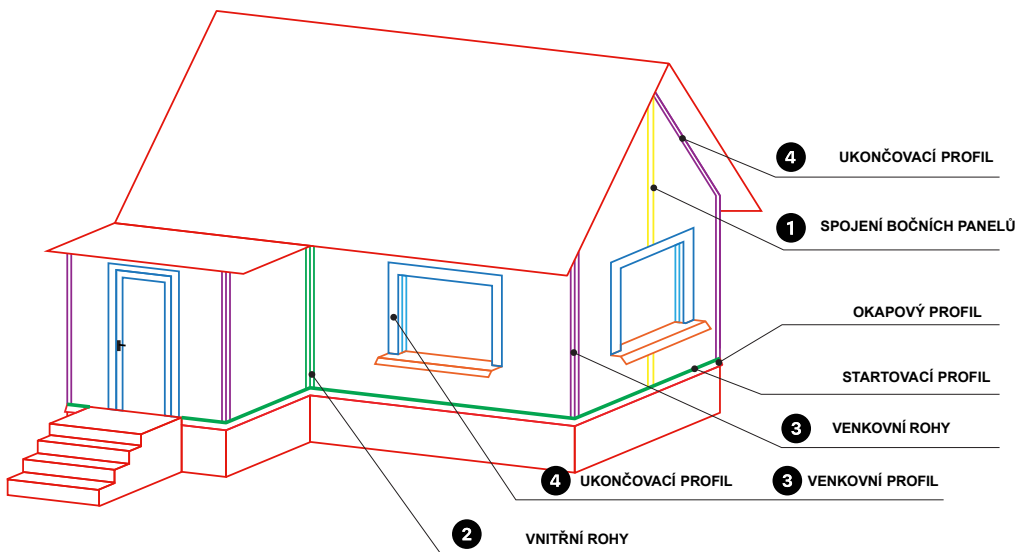 4 UKONČOVACÍ PROFIL
1 SPOJENÍ BOČNÍCH PANELŮ
OKAPOVÝ PROFIL
STARTOVACÍ PROFIL
3 VENKOVNÍ ROHY
4 UKONČOVACÍ PROFIL 3 VENKOVNÍ PROFIL
2 VNITŘNÍ ROHY